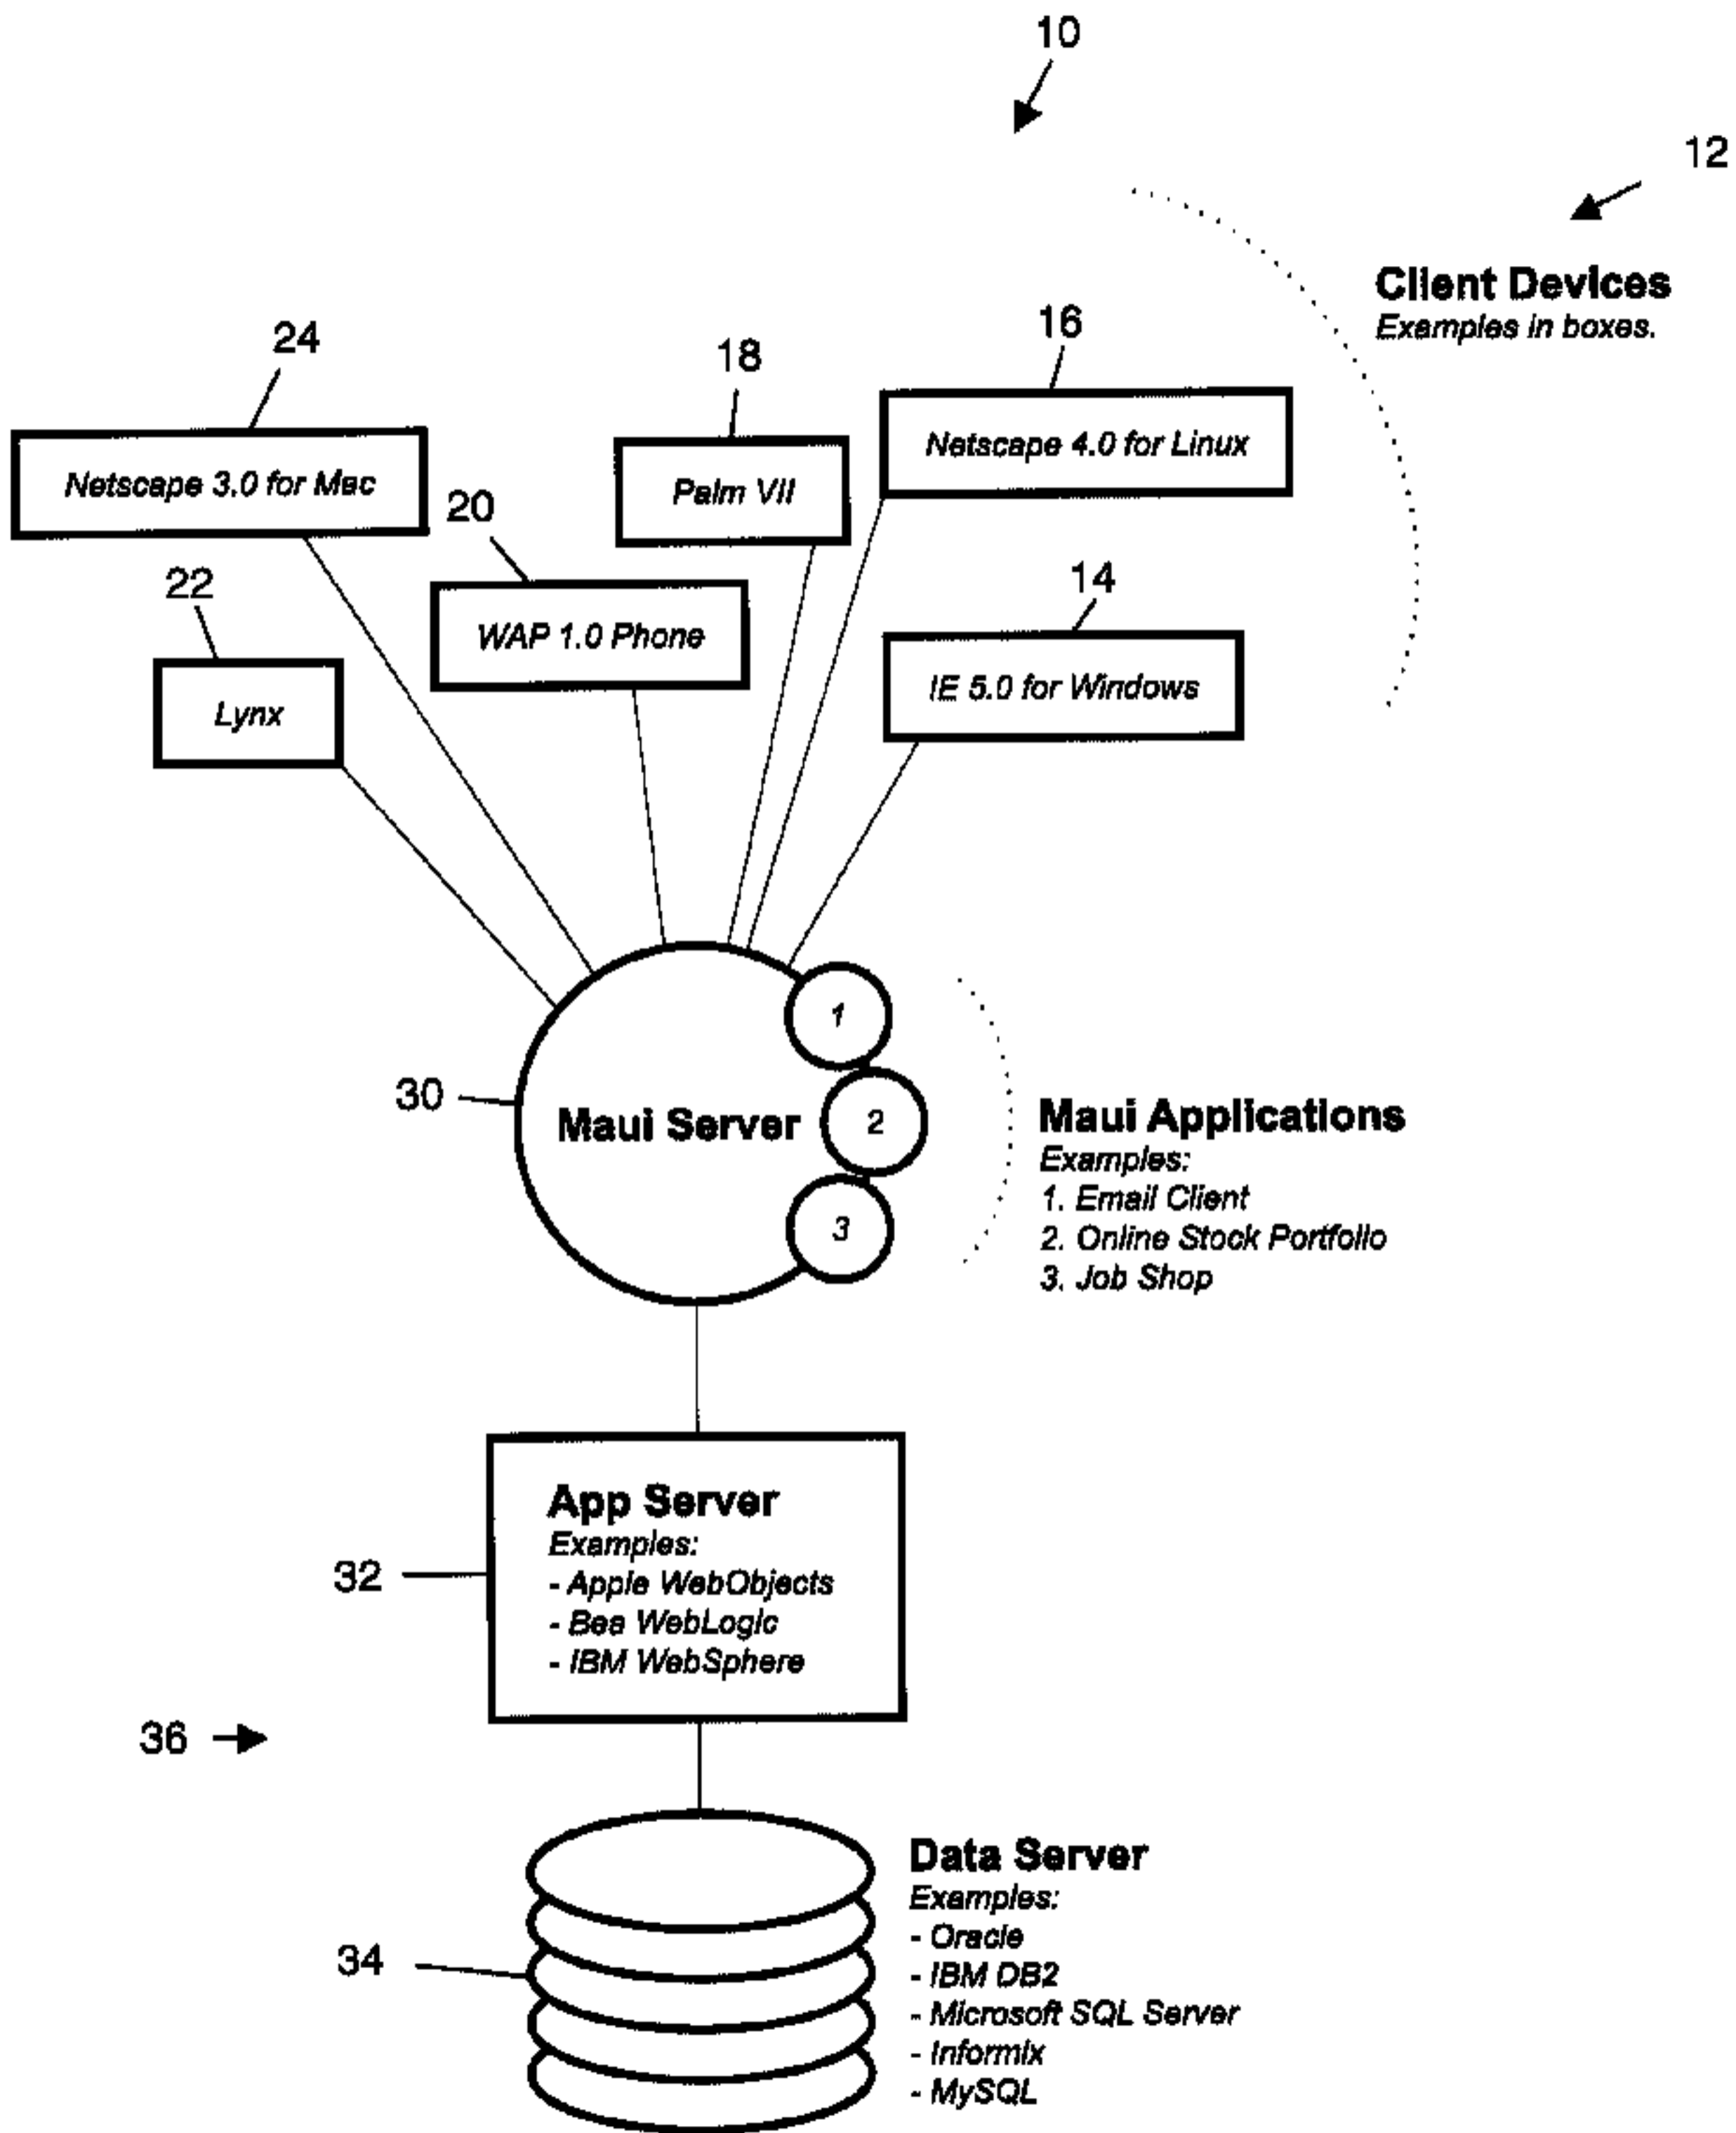 10
12
Client Devices
Examples in boxes.
24
18
16
Netscape 3.0 for Mac
20
Palm VII
Netscape 4.0 for Linux
22
WAP 1.0 Phone
14
Lynx
IE 5.0 for Windows
1
30
Maui Server
2
3
Maui Applications
Examples:
1. Email Client
2. Online Stock Portfolio
3. Job Shop
App Server
Examples:
- Apple WebObjects
- Bea WebLogic
- IBM WebSphere
32
36
34
Data Server
Examples:
- Oracle
- IBM DB2
- Microsoft SQL Server
- Informix
- MySQL